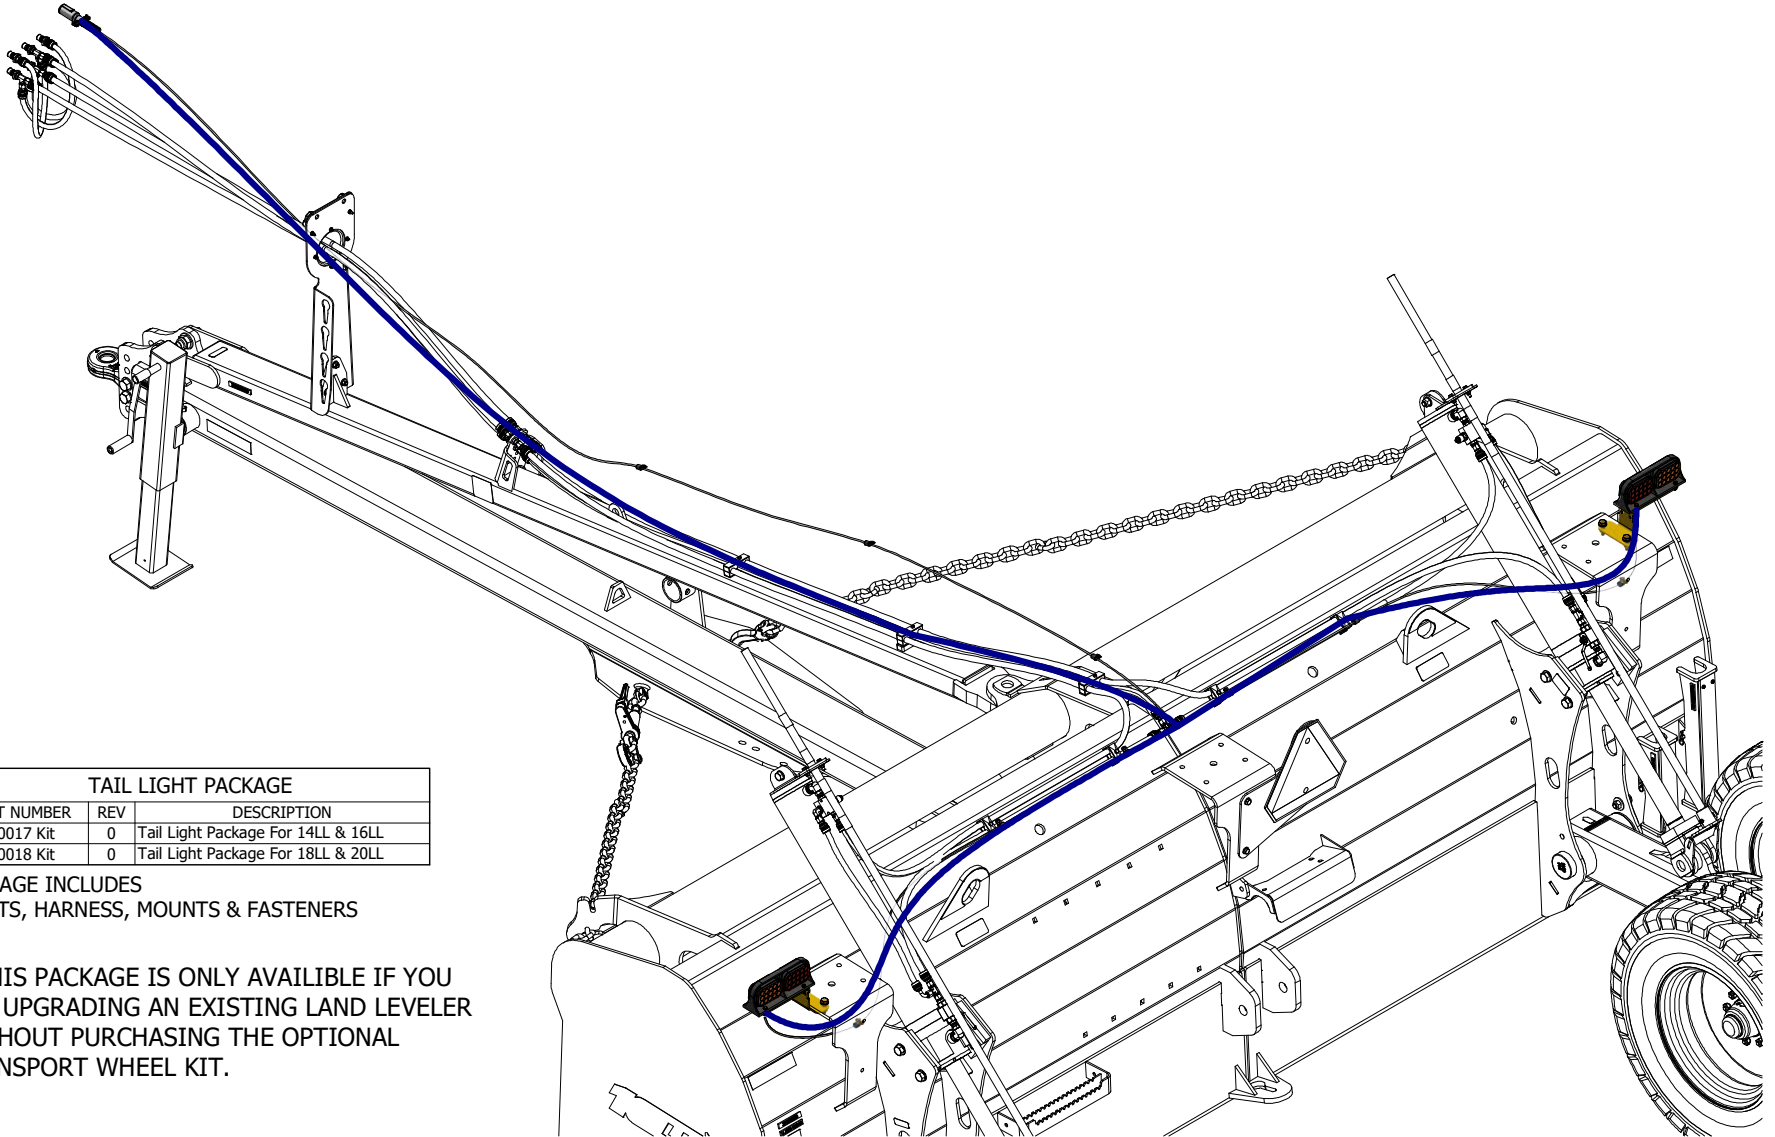 TAIL LIGHT PACKAGE
T NUMBER REV DESCRIPTION
0017 Kit 0 Tail Light Package For 14LL & 16LL
0018 Kit 0 Tail Light Package For 18LL & 20LL
AGE INCLUDES
TS, HARNESS, MOUNTS & FASTENERS
HIS PACKAGE IS ONLY AVAILIBLE IF YOU
UPGRADING AN EXISTING LAND LEVELER
HOUT PURCHASING THE OPTIONAL
NSPORT WHEEL KIT.